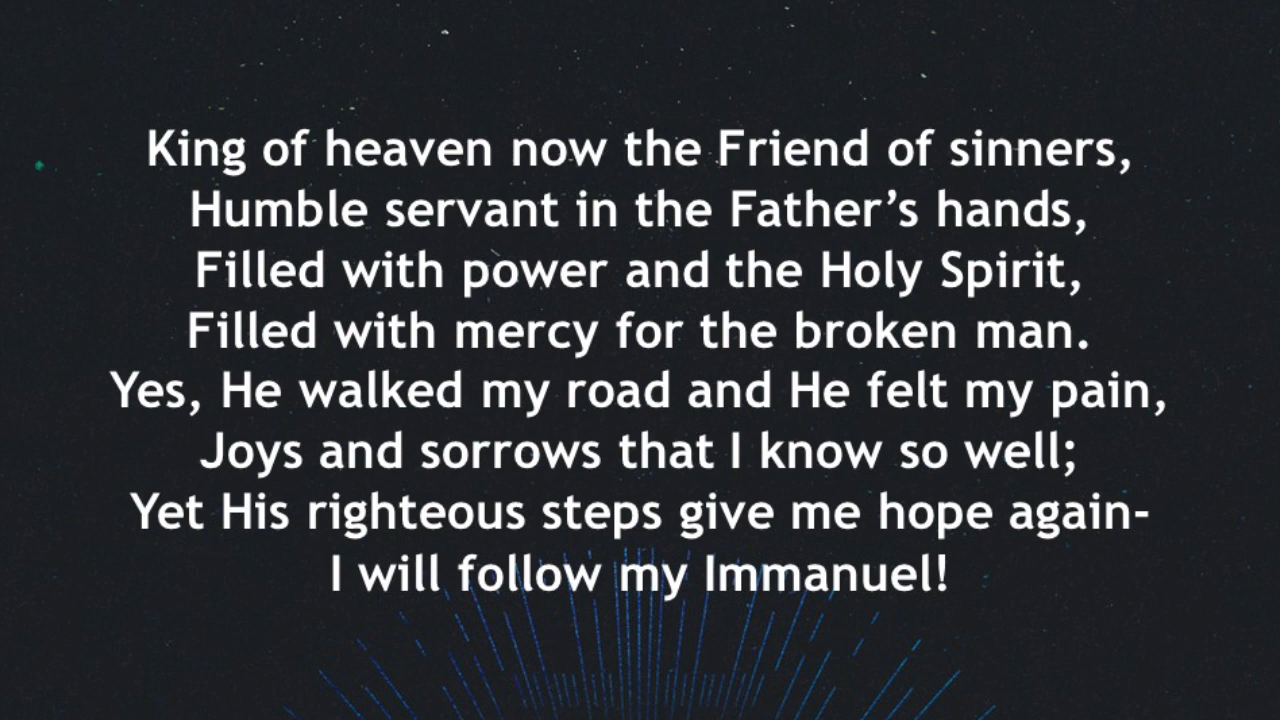 King of heaven now the Friend of sinners,
Humble servant in the Father’s hands,
Filled with power and the Holy Spirit,
Filled with mercy for the broken man.
Yes, He walked my road and He felt my pain,
Joys and sorrows that I know so well;
Yet His righteous steps give me hope again-
I will follow my Immanuel!